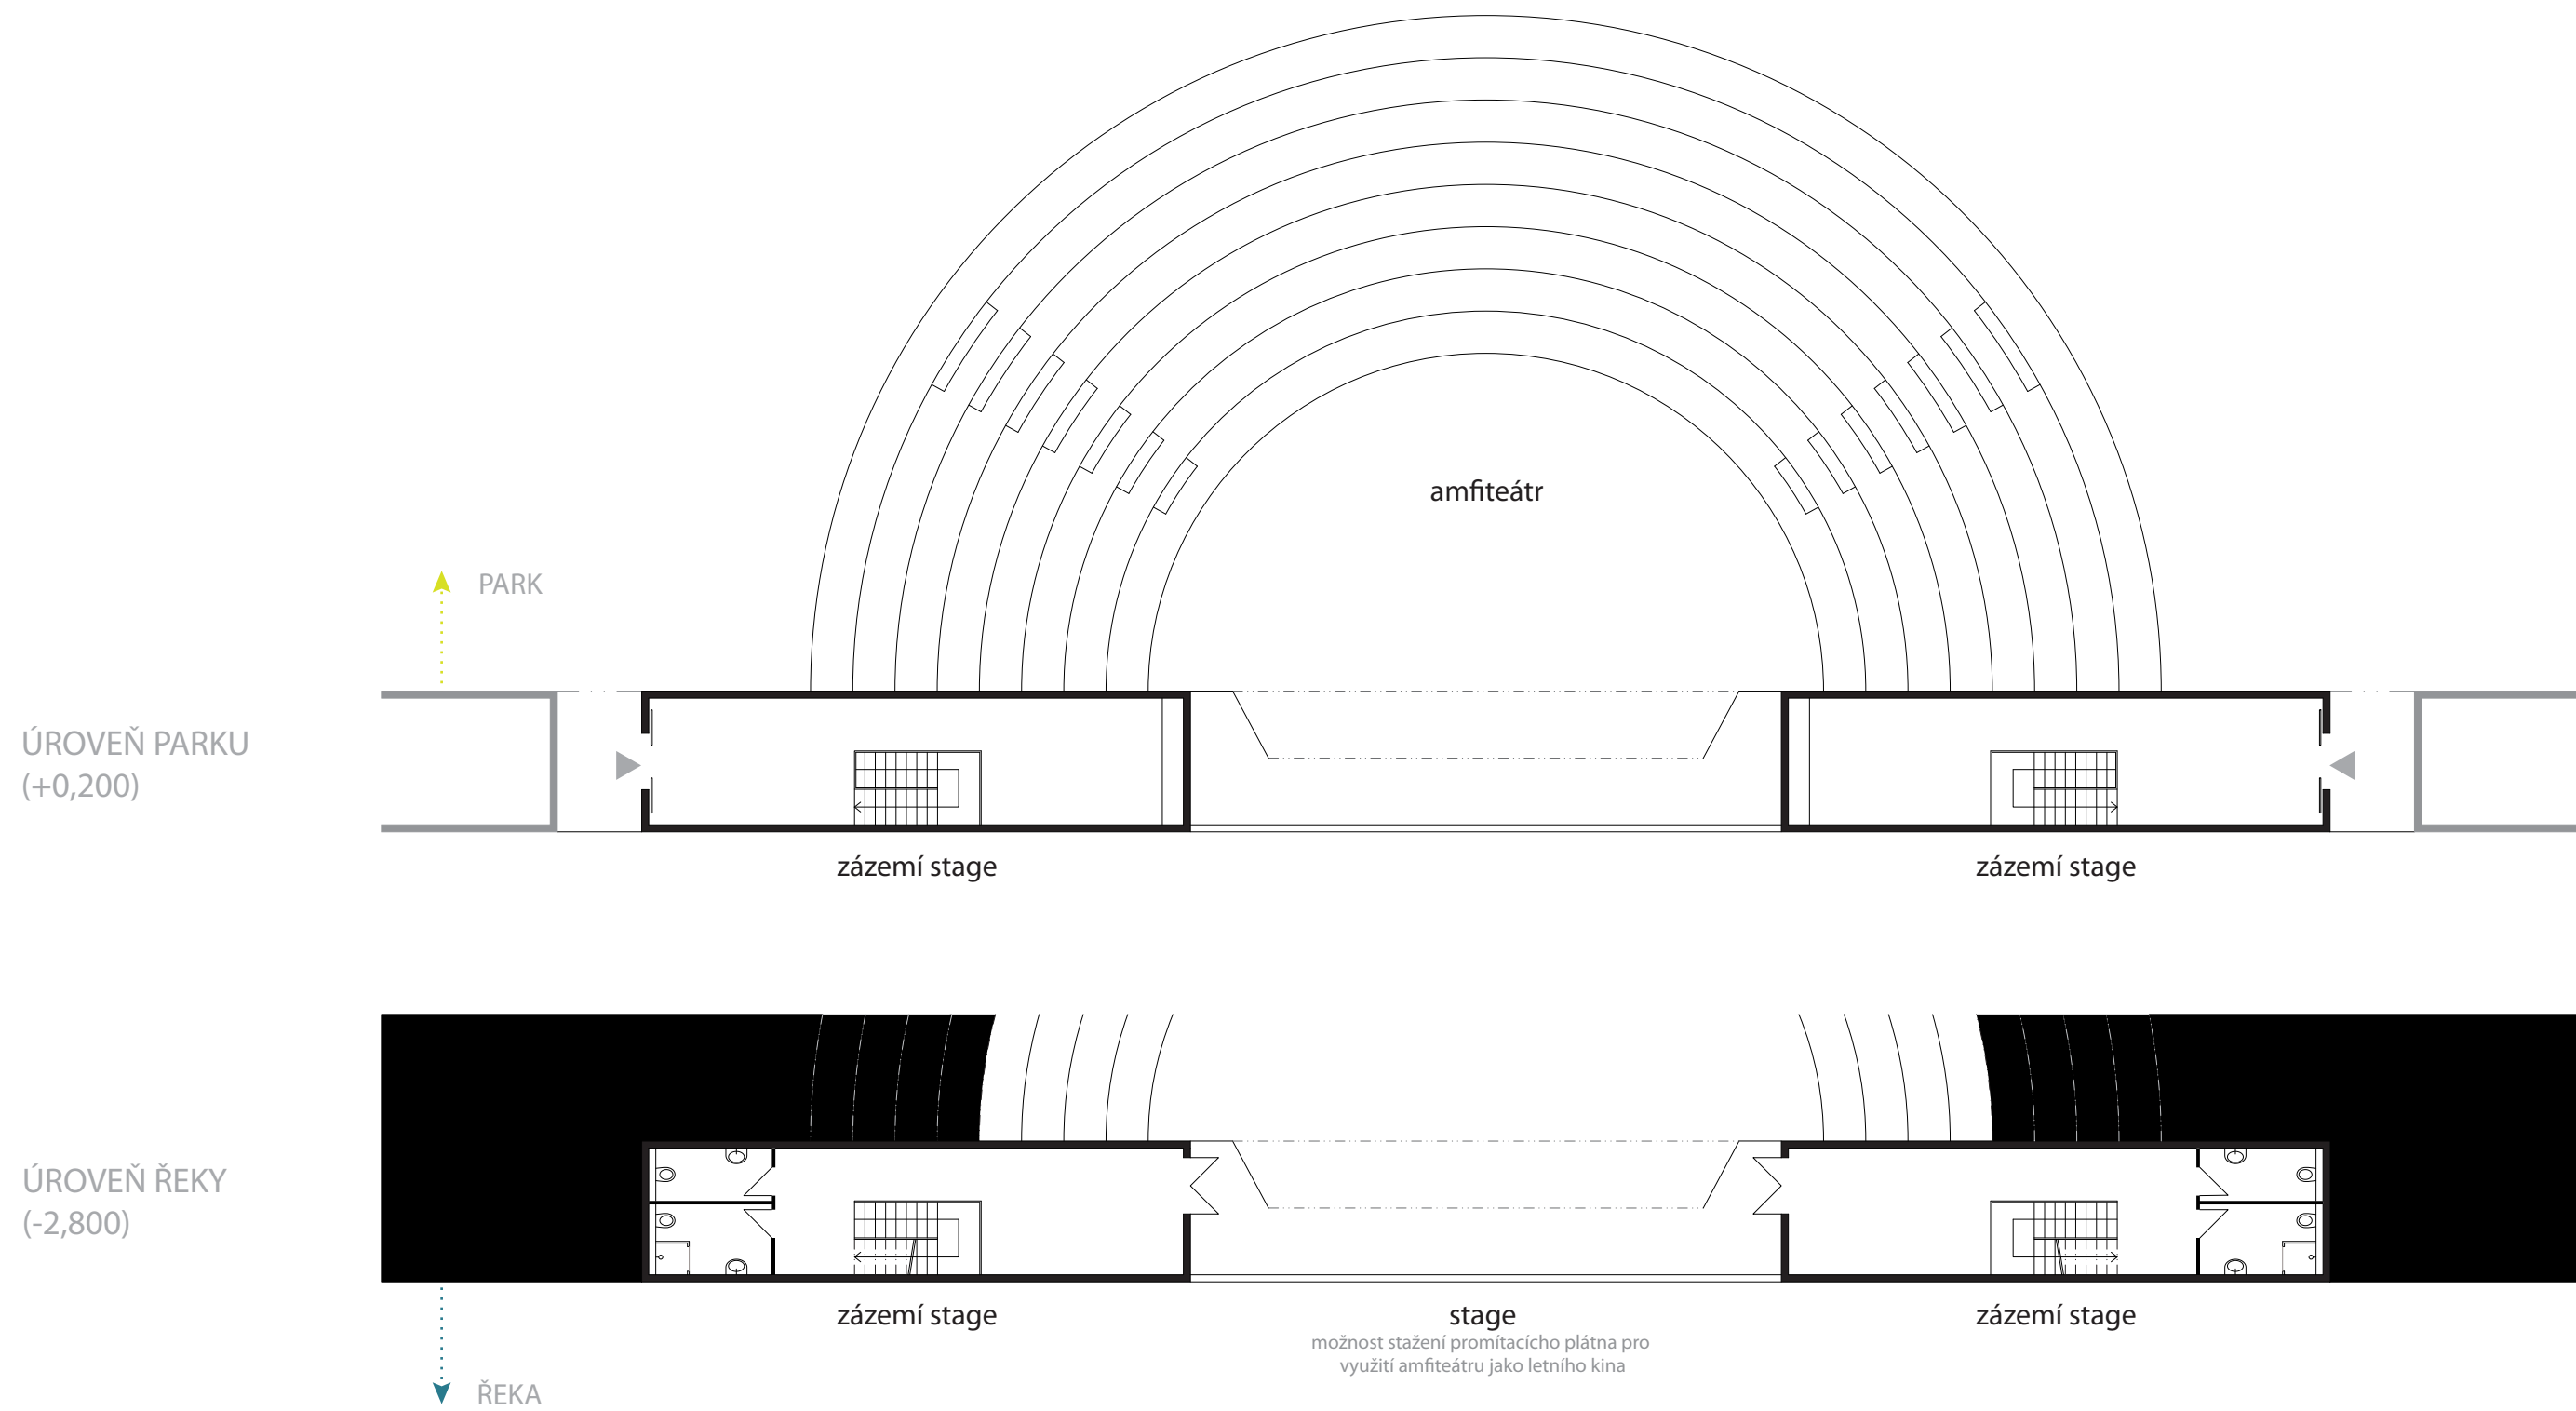 amfiteátr
PARK
ÚROVEŇ PARKU
(+0,200)
zázemí stage
zázemí stage
ÚROVEŇ ŘEKY
(-2,800)
zázemí stage
stage
zázemí stage
možnost stažení promítacícho plátna pro
využití amfiteátru jako letního kina
ŘEKA